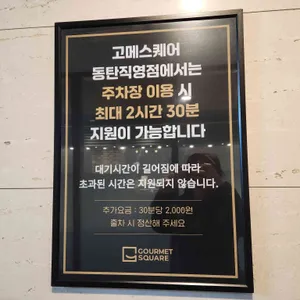 고메스퀘어
동탄직영점에서는
주차장 이용 시
최대 2시간 30분
지원이 가능합니다
대기시간이 길어짐에 따라
초과된 시간은 지원되지 않습니다.
추가요금 : 30분당 2,000원
출차 시 정산해 주세요
GOURMET
SQUARE